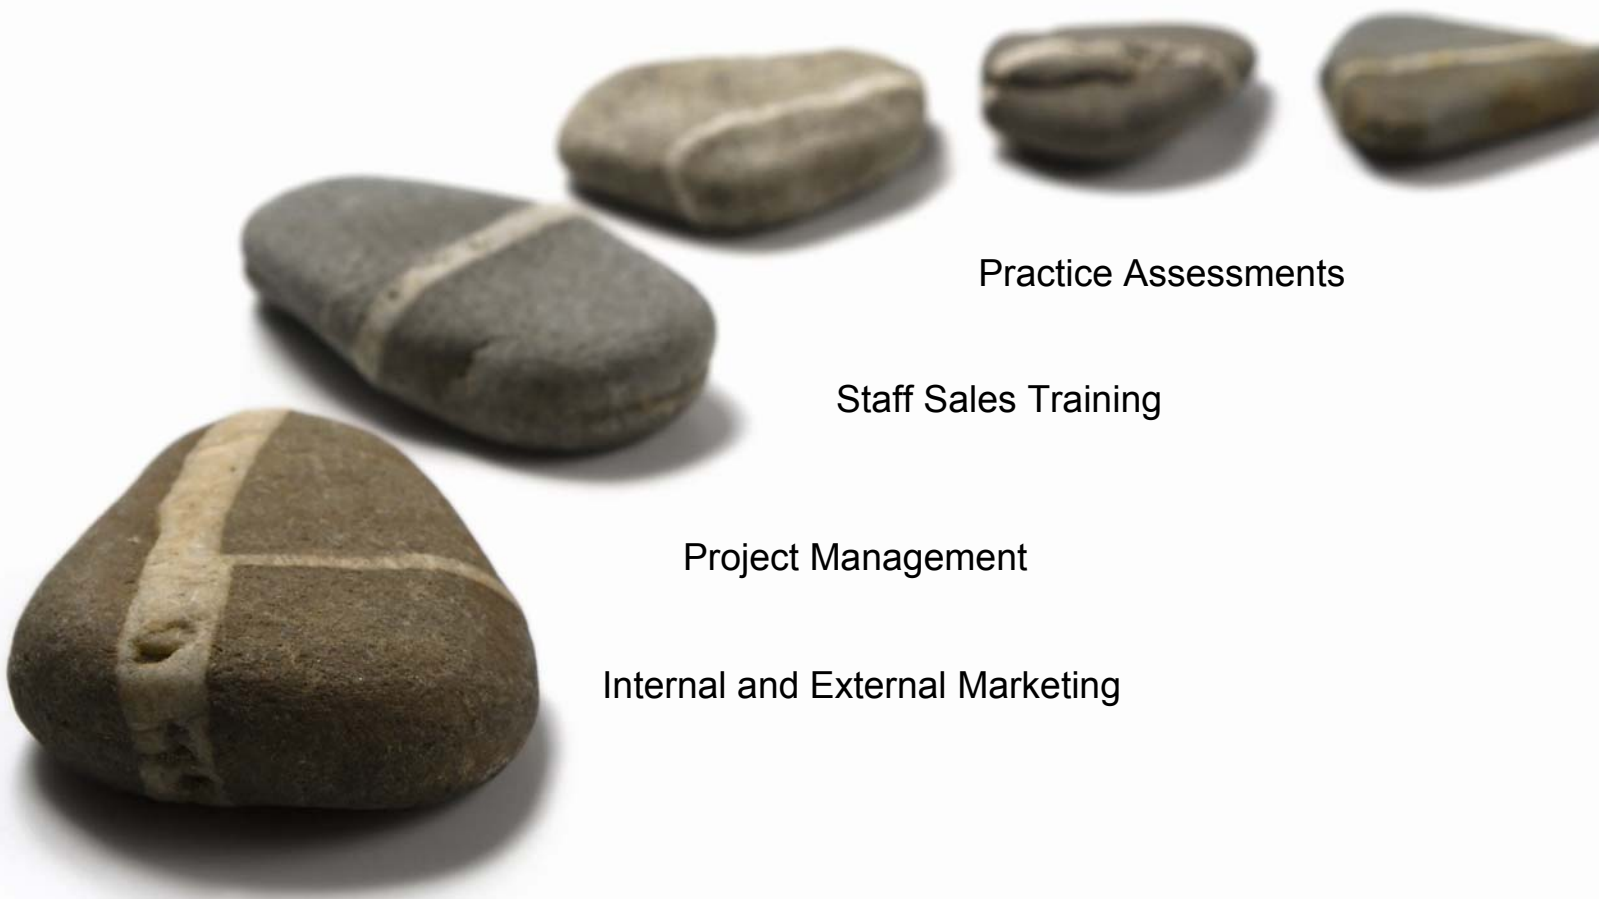 Practice Assessments
Staff Sales Training
Project Management
Internal and External Marketing